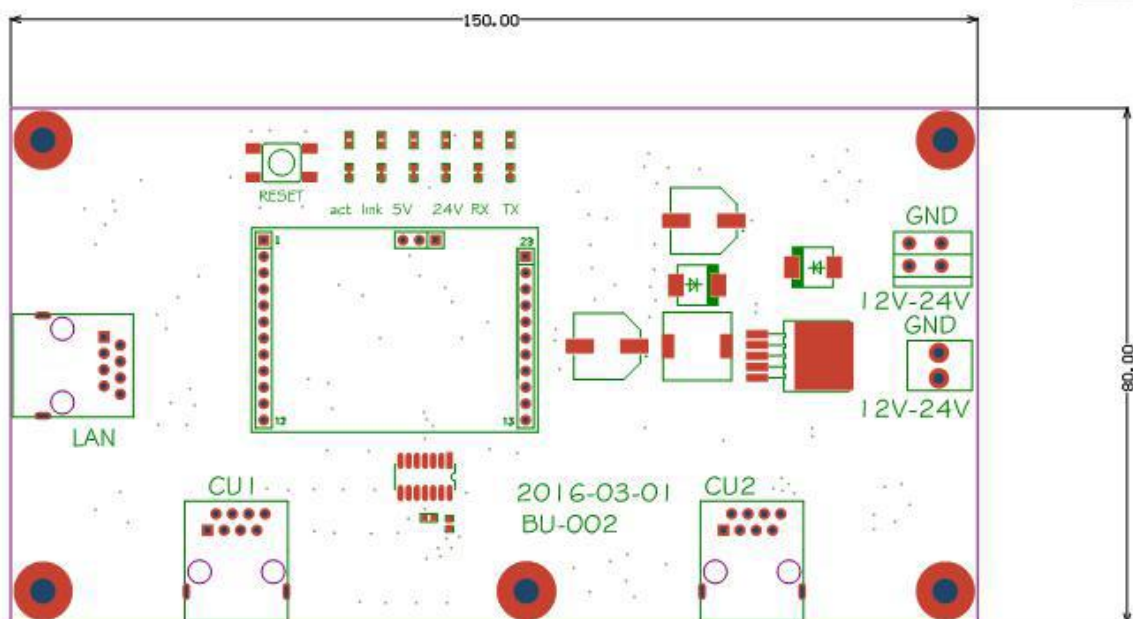 150.00
RESET
act link 5V 24V RX TX
GND
1
23
12V-24V
GND
80.00
12V-24V
12
13
LAN
CU1
2016-03-01
CU2
BU-002